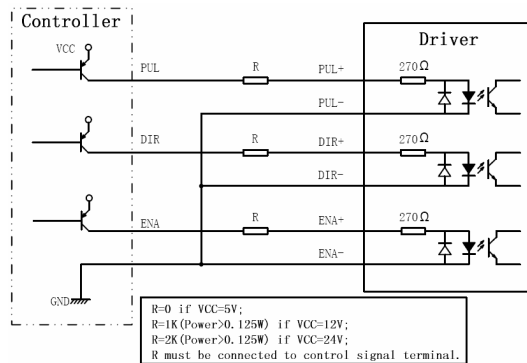 Controller
Driver
VCC
PUL
R
PUL+
270Ω
PUL-
DIR
R
DIR+
270Ω
DIR-
ENA
R
ENA+
270Ω
ENA-
GND
R=0 if VCC=5V;
R=1K(Power>0.125W) if VCC=12V;
R=2K(Power>0.125W) if VCC=24V;
R must be connected to control signal terminal.